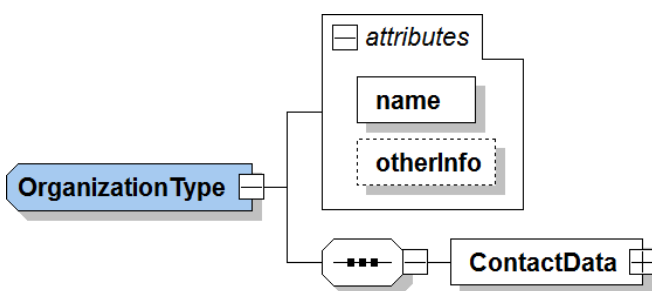 attributes
name
otherInfo
OrganizationType
ContactData